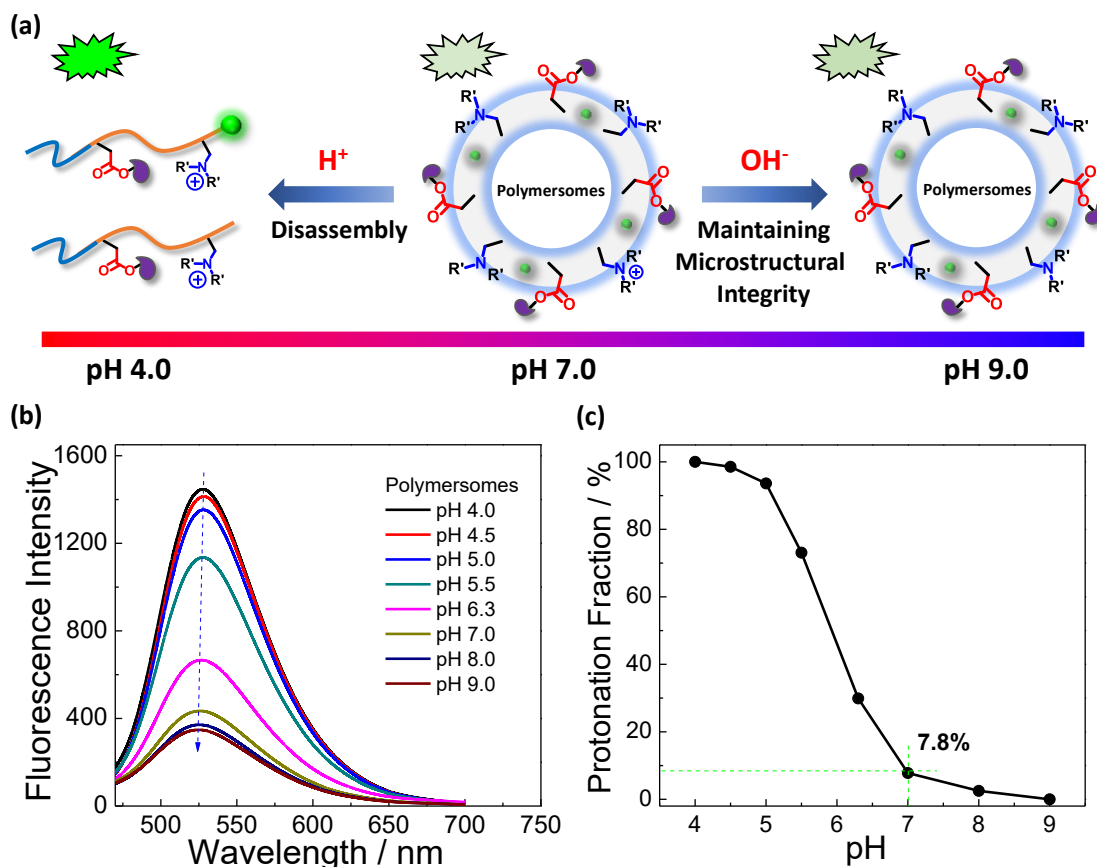 (a)
O
O
R'
N
R'
R'
N
R'
O
O
Polymersomes
O
O
R'
N
R'
R'
N
R'
O
O
O
O
R'
N
R'
R'
N
R'
O
O
Polymersomes
O
O
R'
N
R'
R'
N
R'
O
O
H+
Disassembly
OH-
Maintaining
Microstructural
Integrity
O
O
R'
N
R'
O
O
R'
N
R'
pH 4.0
pH 7.0
pH 9.0
(b)
Fluorescence Intensity
1600
1200
800
400
0
500
550
600
650
700
750
Wavelength / nm
Polymersomes
pH 4.0
pH 4.5
pH 5.0
pH 5.5
pH 6.3
pH 7.0
pH 8.0
pH 9.0
(c)
Protonation Fraction / %
100
80
60
40
20
0
7.8%
4
5
6
7
8
9
pH